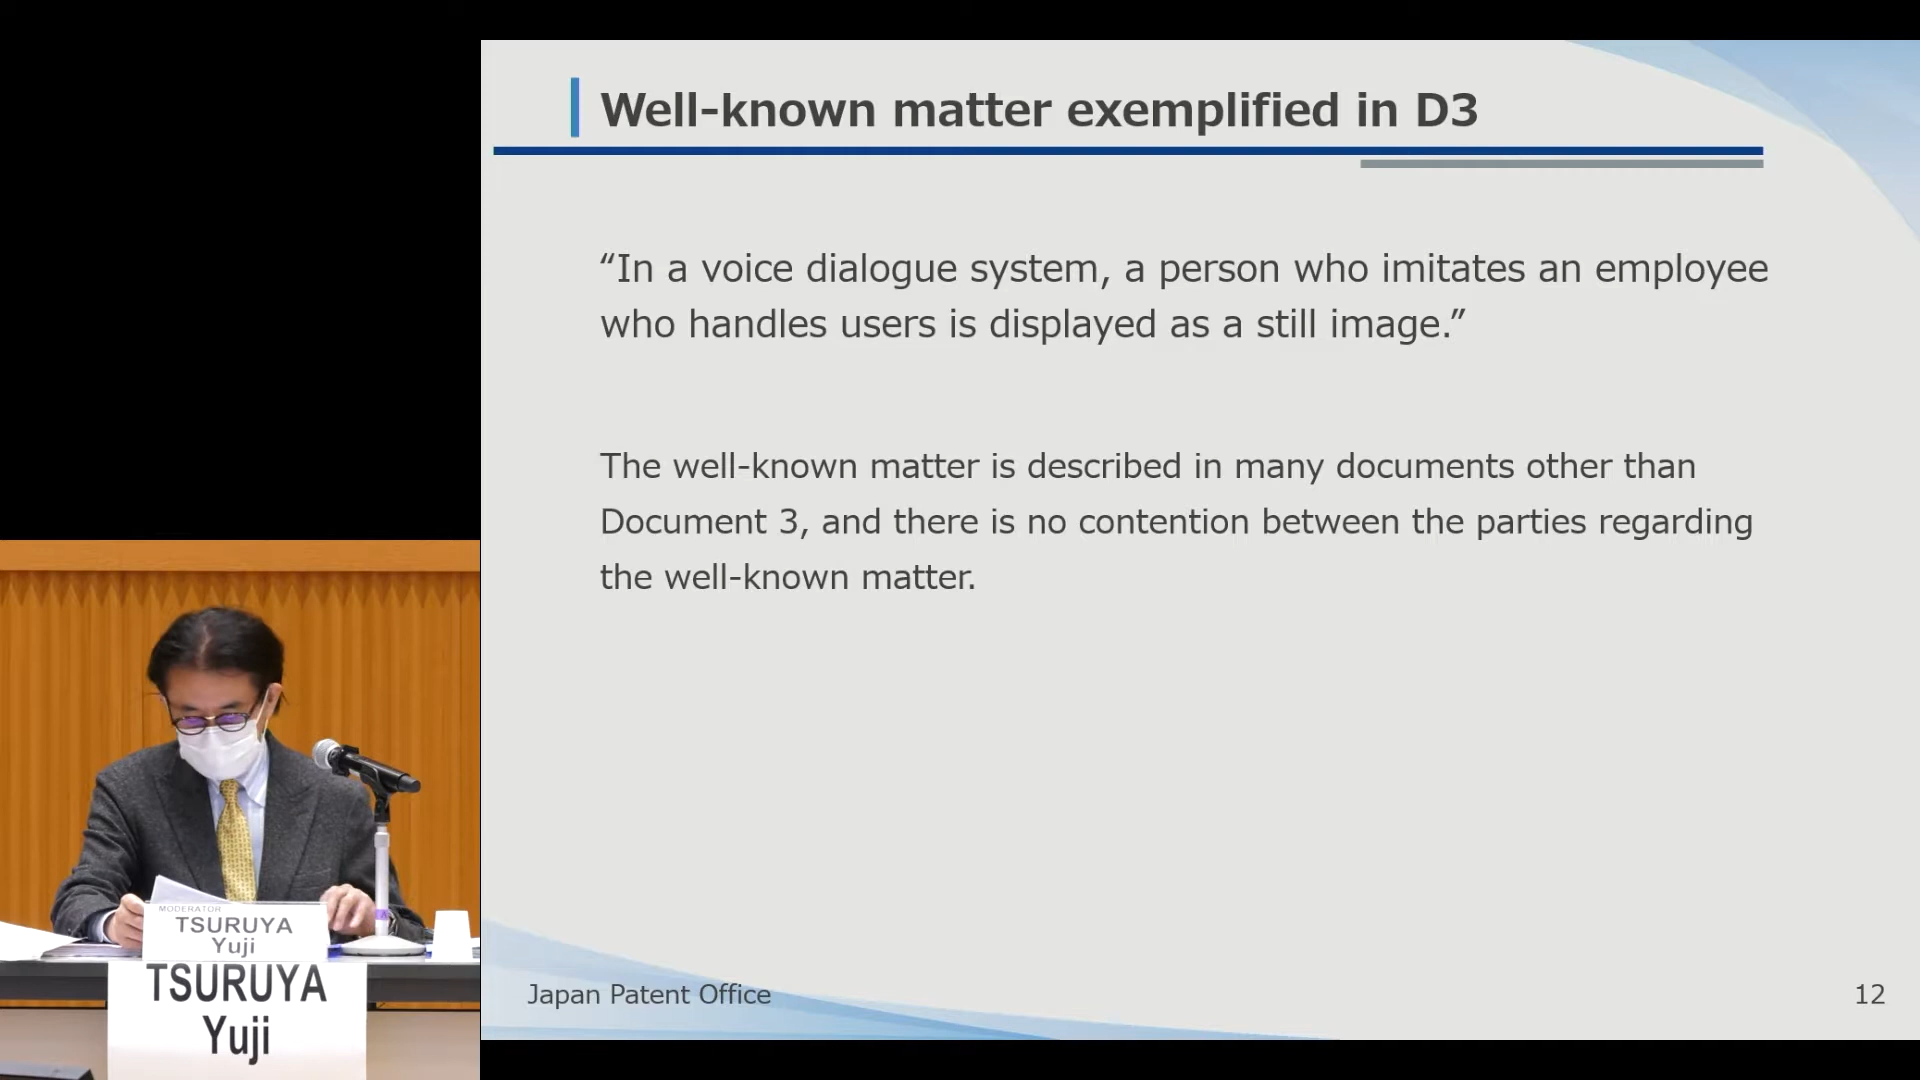 Well-known matter exemplified in D3
“In a voice dialogue system, a person who imitates an employee
who handles users is displayed as a still image.”
The well-known matter is described in many documents other than
Document 3, and there is no contention between the parties regarding
the well-known matter.
Japan Patent Office
12
MODERATOR
TSURUYA
Yuji
TSURUYA
Yuji
A